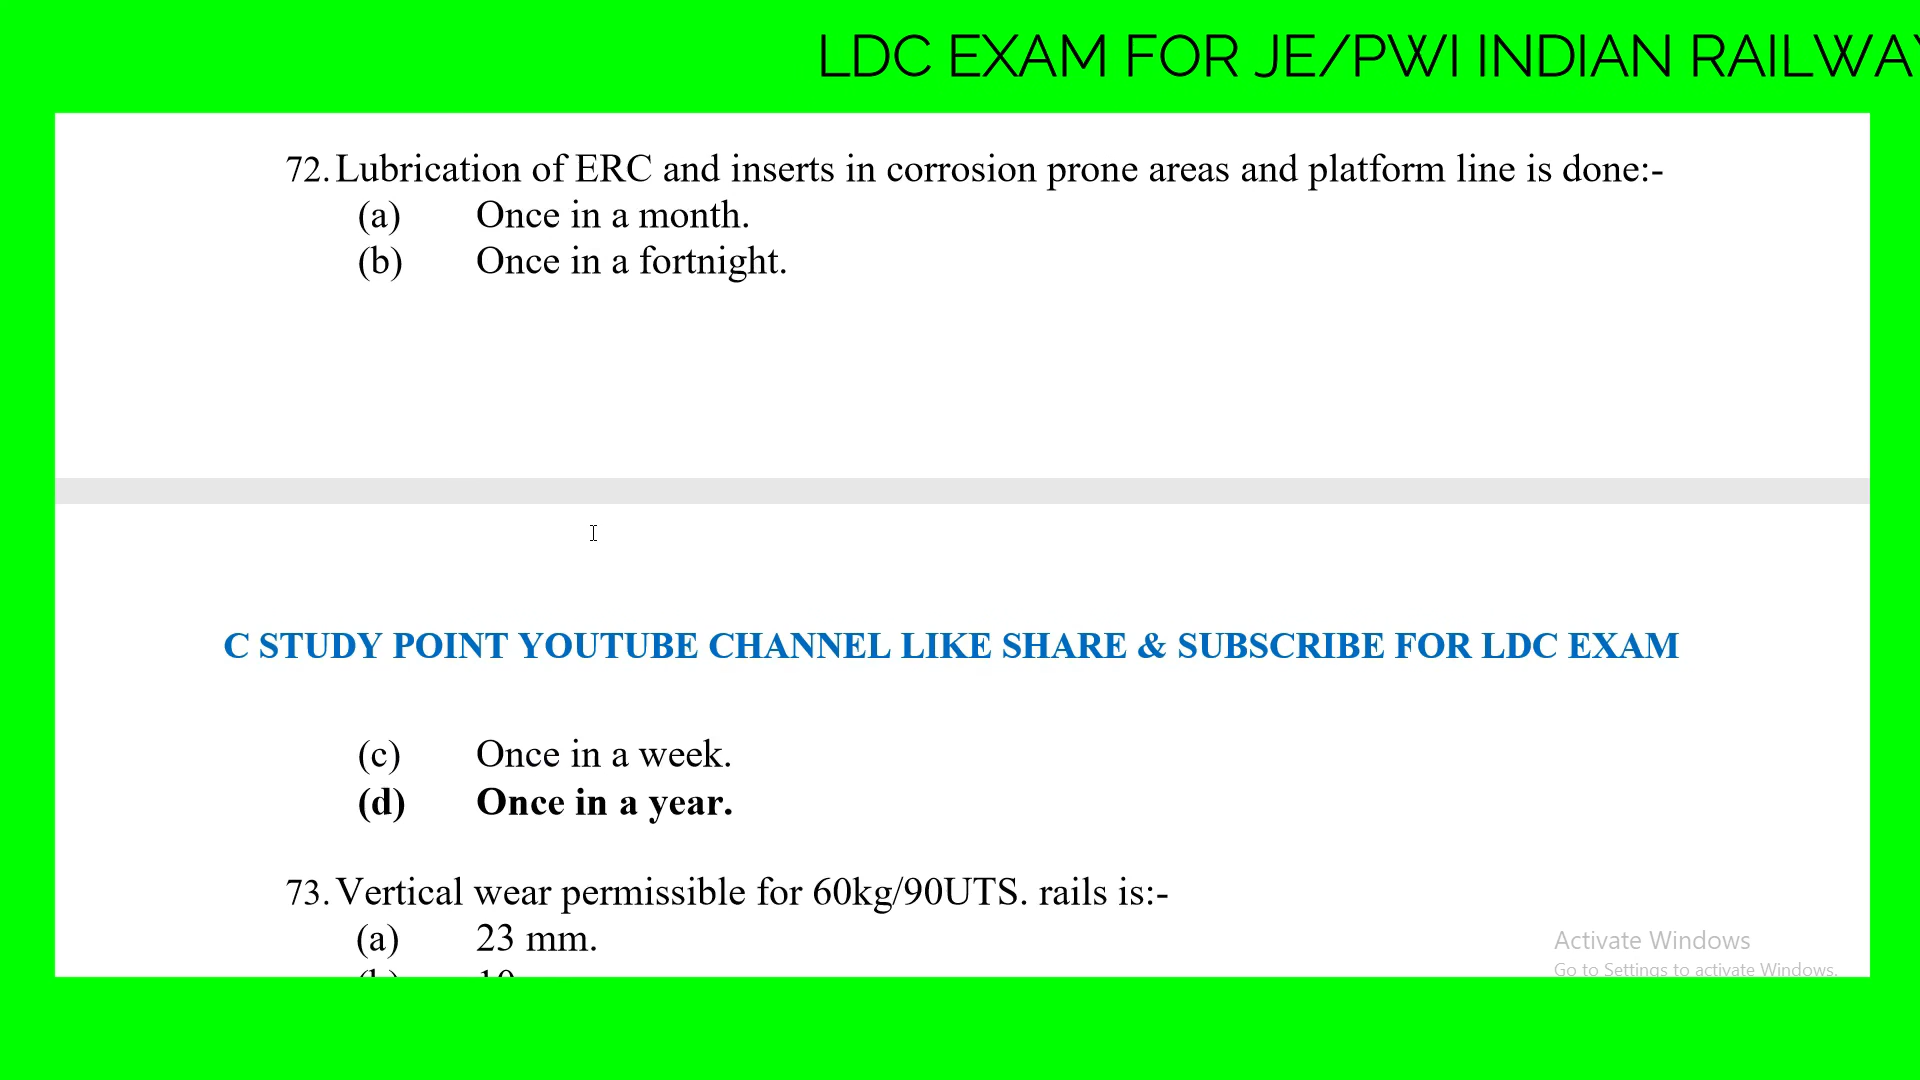 LDC EXAM FOR JE/PWI INDIAN RAILWAY
72. Lubrication of ERC and inserts in corrosion prone areas and platform line is done:-
(a) Once in a month.
(b) Once in a fortnight.
C STUDY POINT YOUTUBE CHANNEL LIKE SHARE & SUBSCRIBE FOR LDC EXAM
(c) Once in a week.
(d) Once in a year.
73. Vertical wear permissible for 60kg/90UTS. rails is:-
(a) 23 mm.
Activate Windows
Go to Settings to activate Windows.